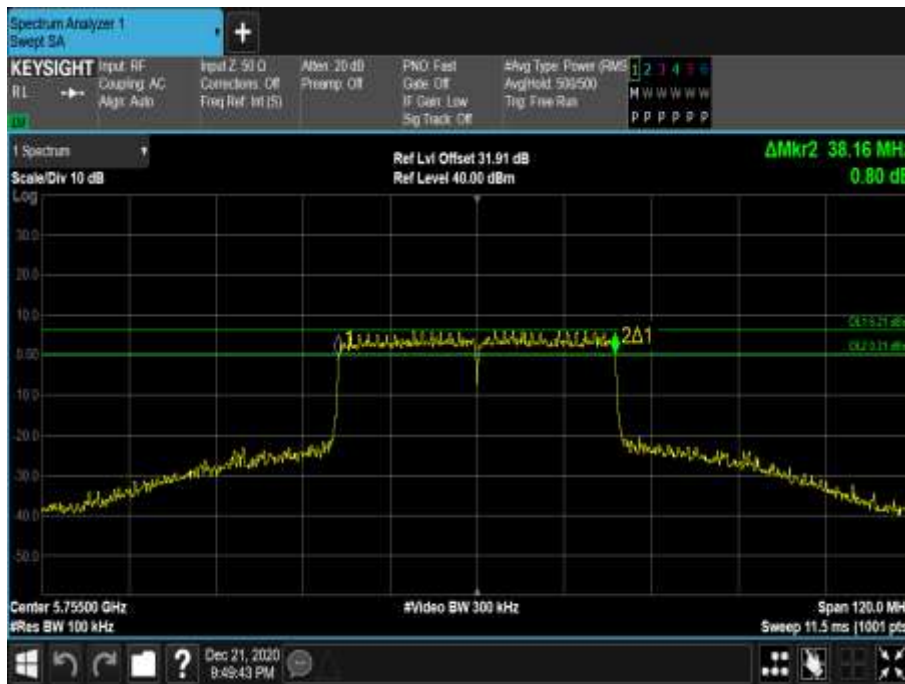 Spectrum Analyzer 1
Swept SA
+
KEYSIGHT
Input: RF
Coupling: AC
Align: Auto
Input Z: 50 Ω
Corrections: Off
Freq Ref: Int (S)
Atten: 20 dB
Preamp: Off
PNO: Fast
Gate: Off
IF Gain: Low
Sig Track: Off
#Avg Type: Power (RMS
Avg|Hold: 500/500
Trig: Free Run
1 2 3 4 5 6
M W W W W W
P P P P P P
1 Spectrum
Scale/Div 10 dB
Ref Lvl Offset 31.91 dB
Ref Level 40.00 dBm
ΔMkr2 38.16 MH
0.80 d
Log
30.0
20.0
10.0
0.00
-10.0
-20.0
-30.0
-40.0
-50.0
1
2Δ1
Center 5.75500 GHz
#Res BW 100 kHz
#Video BW 300 kHz
Span 120.0 MH
Sweep 11.5 ms (1001 pts
?
Dec 21, 2020
9:49:43 PM